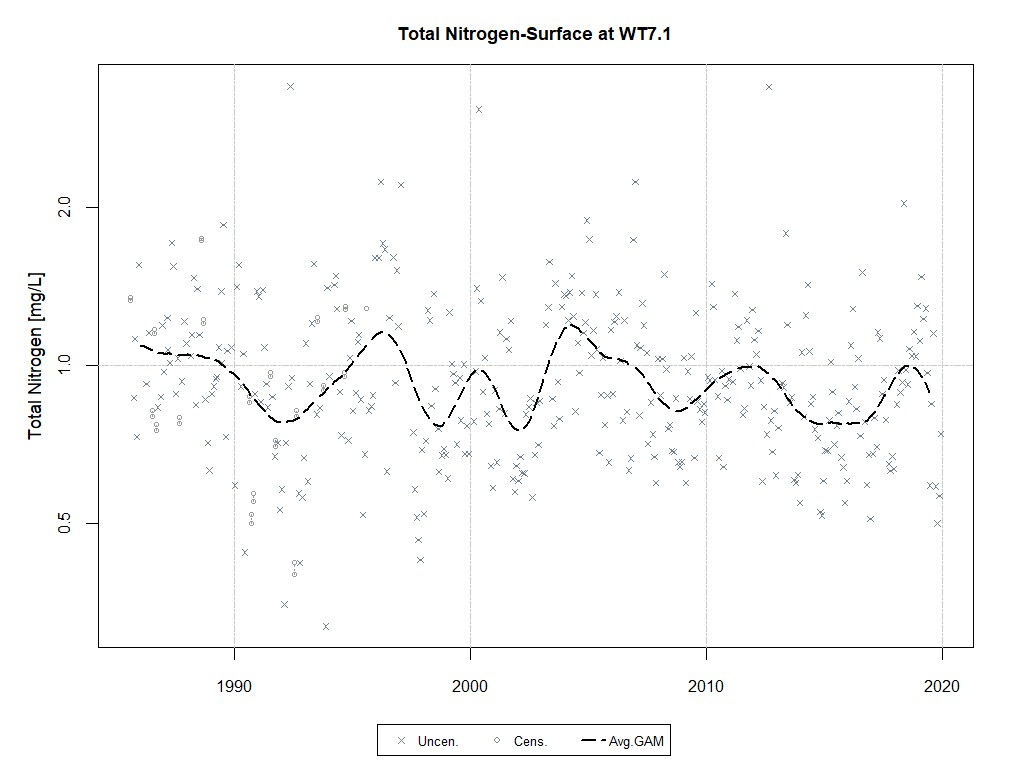 Total Nitrogen-Surface at WT7.1
Total Nitrogen [mg/L]
2.0
1.0
0.5
1990 2000 2010 2020
Uncen. Cens. Avg.GAM